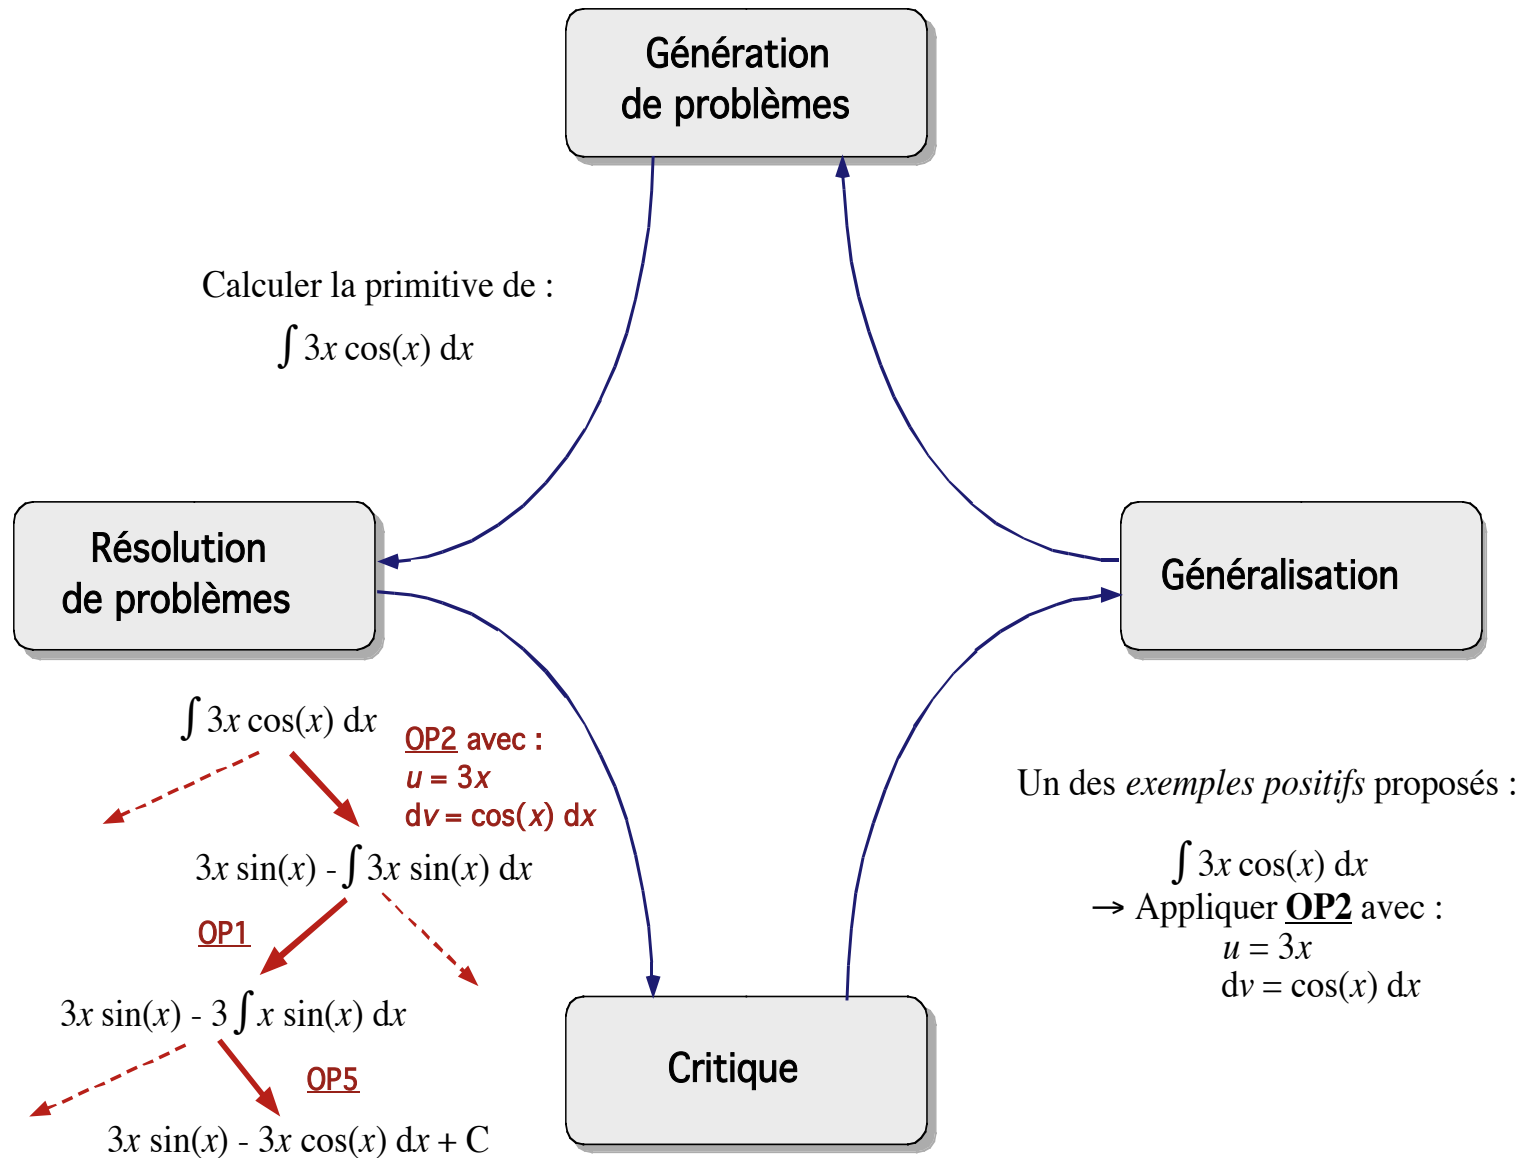 Génération
de problèmes
Calculer la primitive de :
∫ 3x cos(x) dx
Résolution
de problèmes
Généralisation
∫ 3x cos(x) dx
OP2 avec :
u = 3x
dv = cos(x) dx
3x sin(x) - ∫ 3x sin(x) dx
OP1
3x sin(x) - 3 ∫ x sin(x) dx
OP5
3x sin(x) - 3x cos(x) dx + C
Critique
Un des exemples positifs proposés :
∫ 3x cos(x) dx
→ Appliquer OP2 avec :
u = 3x
dv = cos(x) dx